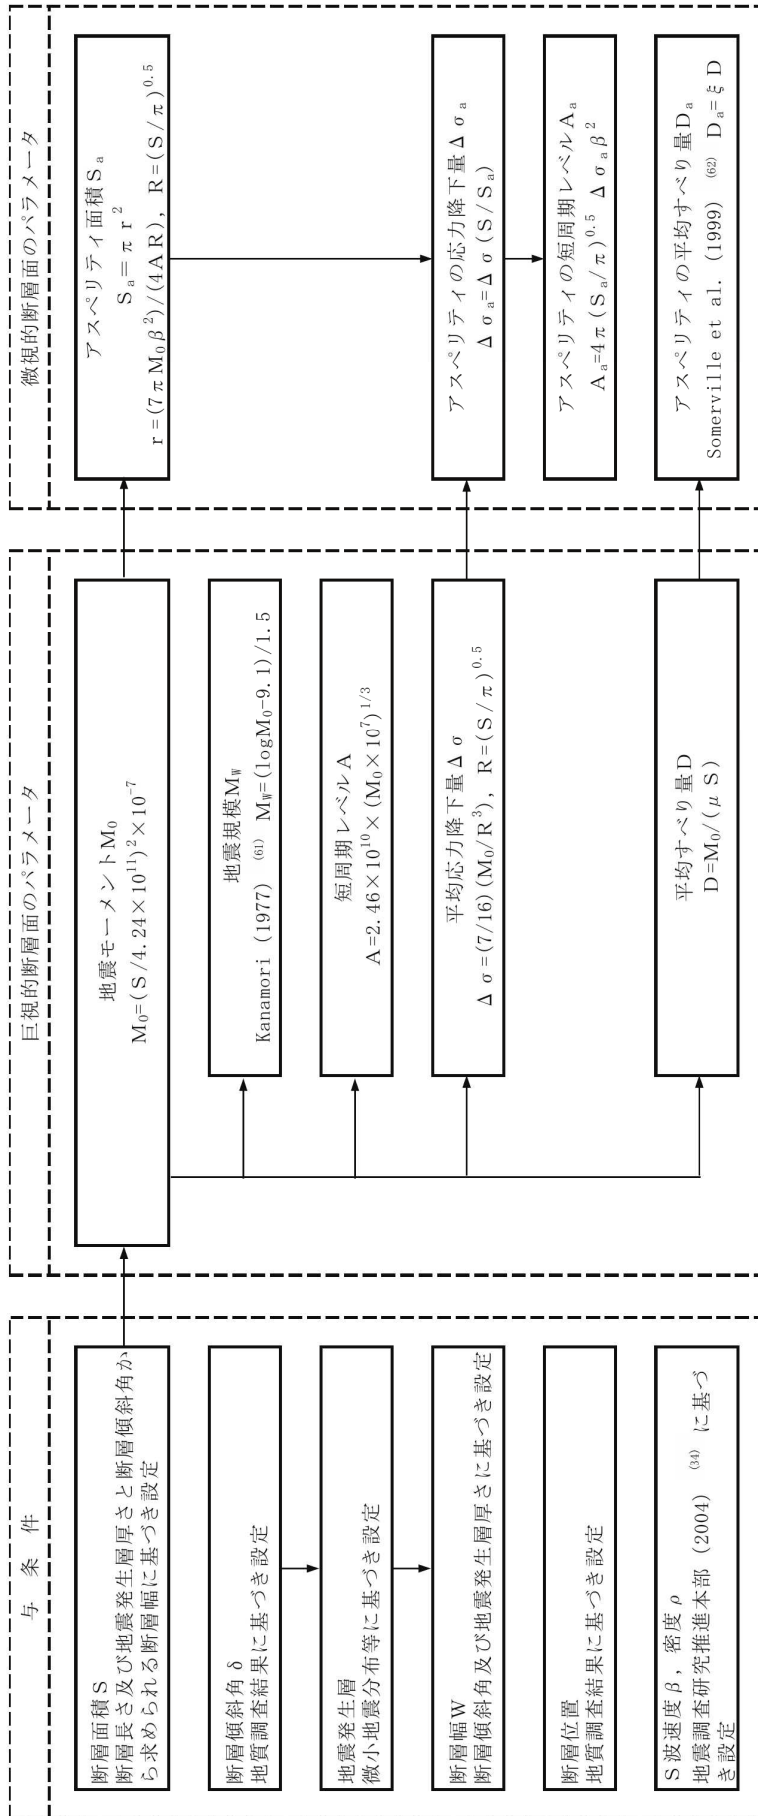 与 条 件
断層面積S
断層長さ及び地震発生層厚さと断層傾斜角か
ら求められる断層幅に基づき設定
断層傾斜角δ
地質調査結果に基づき設定
地震発生層
微小地震分布等に基づき設定
断層幅W
断層傾斜角及び地震発生層厚さに基づき設定
断層位置
地質調査結果に基づき設定
S波速度β，密度ρ
地震調査研究推進本部（2004）(34) に基づ
き設定
巨視的断層面のパラメータ
地震モーメントM₀
M₀=(S/4.24×10¹¹)²×10⁻⁷
地震規模M_W
Kanamori（1977）(61) M_W=(logM₀-9.1)/1.5
短周期レベルA
A=2.46×10¹⁰×(M₀×10⁷)^{1/3}
平均応力降下量Δσ
Δσ=(7/16)(M₀/R³)，R=(S/π)^{0.5}
平均すべり量D
D=M₀/(μS)
微視的断層面のパラメータ
アスペリティ面積Sₐ
Sₐ=πr²
r=(7πM₀β²)/(4AR)，R=(S/π)^{0.5}
アスペリティの応力降下量Δσₐ
Δσₐ=Δσ(S/Sₐ)
アスペリティの短周期レベルAₐ
Aₐ=4π(Sₐ/π)^{0.5} Δσₐβ²
アスペリティの平均すべり量Dₐ
Somerville et al.（1999）(62) Dₐ=ξD